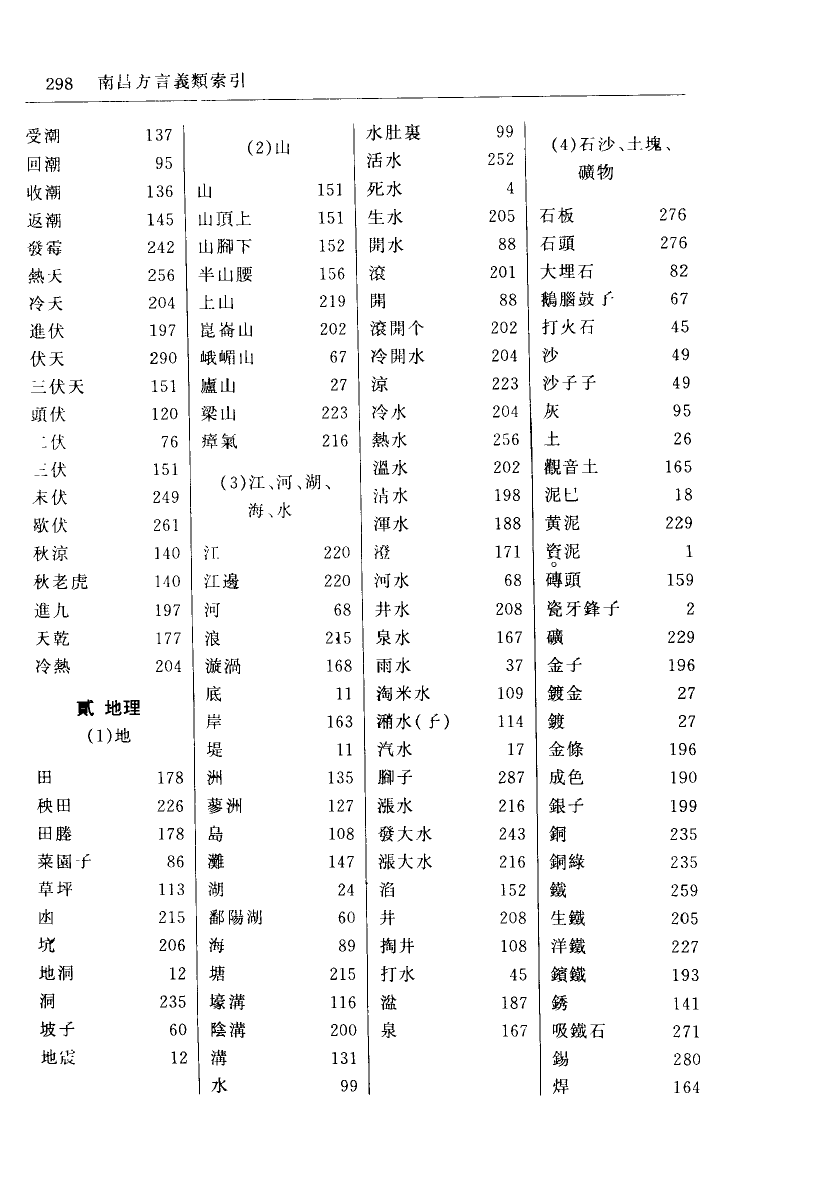 298 南昌方言義類索引
受潮 137
回潮 95
收潮 136
返潮 145
發霉 242
熱天 256
冷天 204
進伏 197
伏天 290
三伏天 151
頭伏 120
二伏 76
三伏 151
末伏 249
歇伏 261
秋涼 140
秋老虎 140
進九 197
天乾 177
冷熱 204
貳 地理
(1)地
田 178
秧田 226
田塍 178
菜園子 86
草坪 113
凼 215
坑 206
地洞 12
洞 235
坡子 60
地震 12
(2)山
山 151
山頂上 151
山腳下 152
半山腰 156
上山 219
崑崙山 202
峨嵋山 67
廬山 27
梁山 223
瘴氣 216
(3)江、河、湖、
海、水
江 220
江邊 220
河 68
浪 215
漩渦 168
底 11
岸 163
堤 11
洲 135
蓼洲 127
島 108
灘 147
湖 24
鄱陽湖 60
海 89
塘 215
壕溝 116
陰溝 200
溝 131
水 99
水肚裏 99
活水 252
死水 4
生水 205
開水 88
滾 201
開 88
滾開个 202
冷開水 204
涼 223
冷水 204
熱水 256
溫水 202
清水 198
渾水 188
澄 171
河水 68
井水 208
泉水 167
雨水 37
淘米水 109
潲水(子) 114
汽水 17
腳子 287
漲水 216
發大水 243
漲大水 216
滔 152
井 208
掏井 108
打水 45
溢 187
泉 167
(4)石沙、土塊、
礦物
石板 276
石頭 276
大埋石 82
鵝腦鼓子 67
打火石 45
沙 49
沙子子 49
灰 95
土 26
觀音土 165
泥巴 18
黄泥 229
資泥 1
磚頭 159
瓷牙鋒子 2
礦 229
金子 196
鍍金 27
鍍 27
金條 196
成色 190
銀子 199
銅 235
銅綠 235
鐵 259
生鐵 205
洋鐵 227
鑌鐵 193
銹 141
吸鐵石 271
錫 280
焊 164